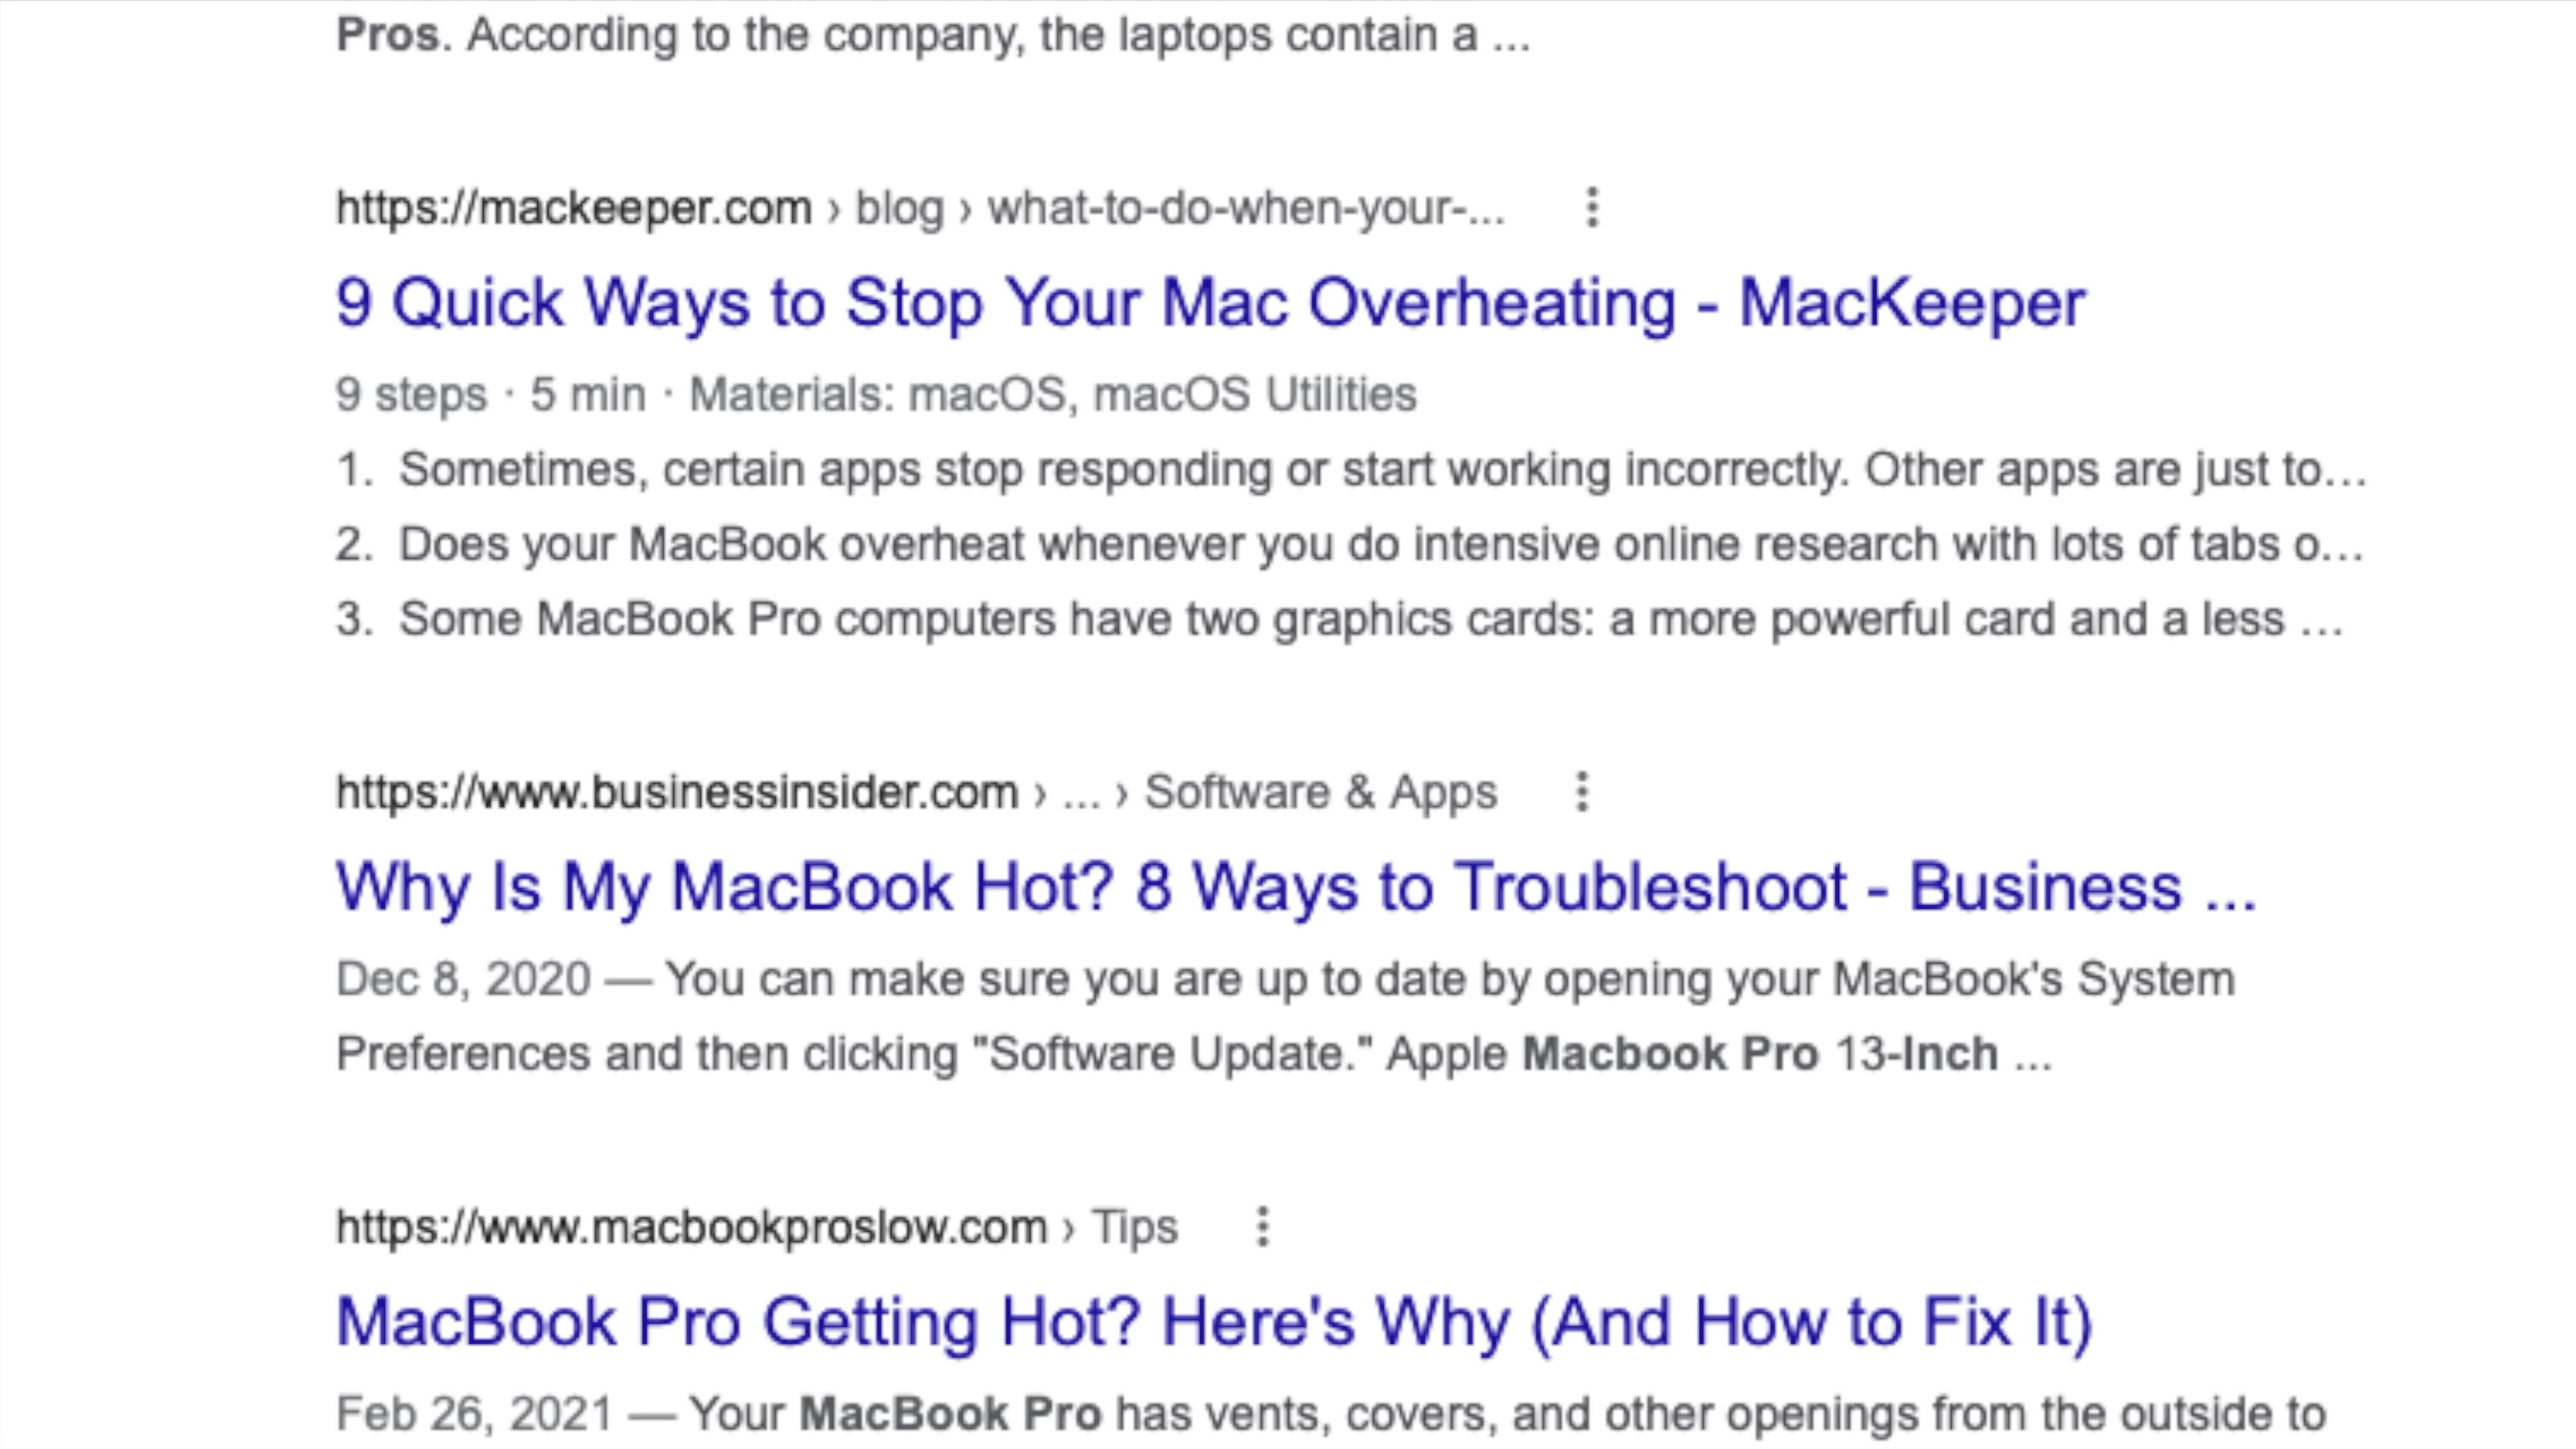 Pros. According to the company, the laptops contain a ...
https://mackeeper.com › blog › what-to-do-when-your-...
9 Quick Ways to Stop Your Mac Overheating - MacKeeper
9 steps · 5 min · Materials: macOS, macOS Utilities
1. Sometimes, certain apps stop responding or start working incorrectly. Other apps are just to...
2. Does your MacBook overheat whenever you do intensive online research with lots of tabs o...
3. Some MacBook Pro computers have two graphics cards: a more powerful card and a less ...
https://www.businessinsider.com › ... › Software & Apps
Why Is My MacBook Hot? 8 Ways to Troubleshoot - Business ...
Dec 8, 2020 — You can make sure you are up to date by opening your MacBook's System
Preferences and then clicking "Software Update." Apple Macbook Pro 13-Inch ...
https://www.macbookproslow.com › Tips
MacBook Pro Getting Hot? Here's Why (And How to Fix It)
Feb 26, 2021 — Your MacBook Pro has vents, covers, and other openings from the outside to